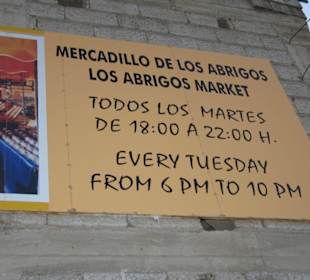 MERCADILLO DE LOS ABRIGOS
LOS ABRIGOS MARKET
TODOS LOS MARTES
DE 18:00 A 22:00 H.
EVERY TUESDAY
FROM 6 PM TO 10 PM